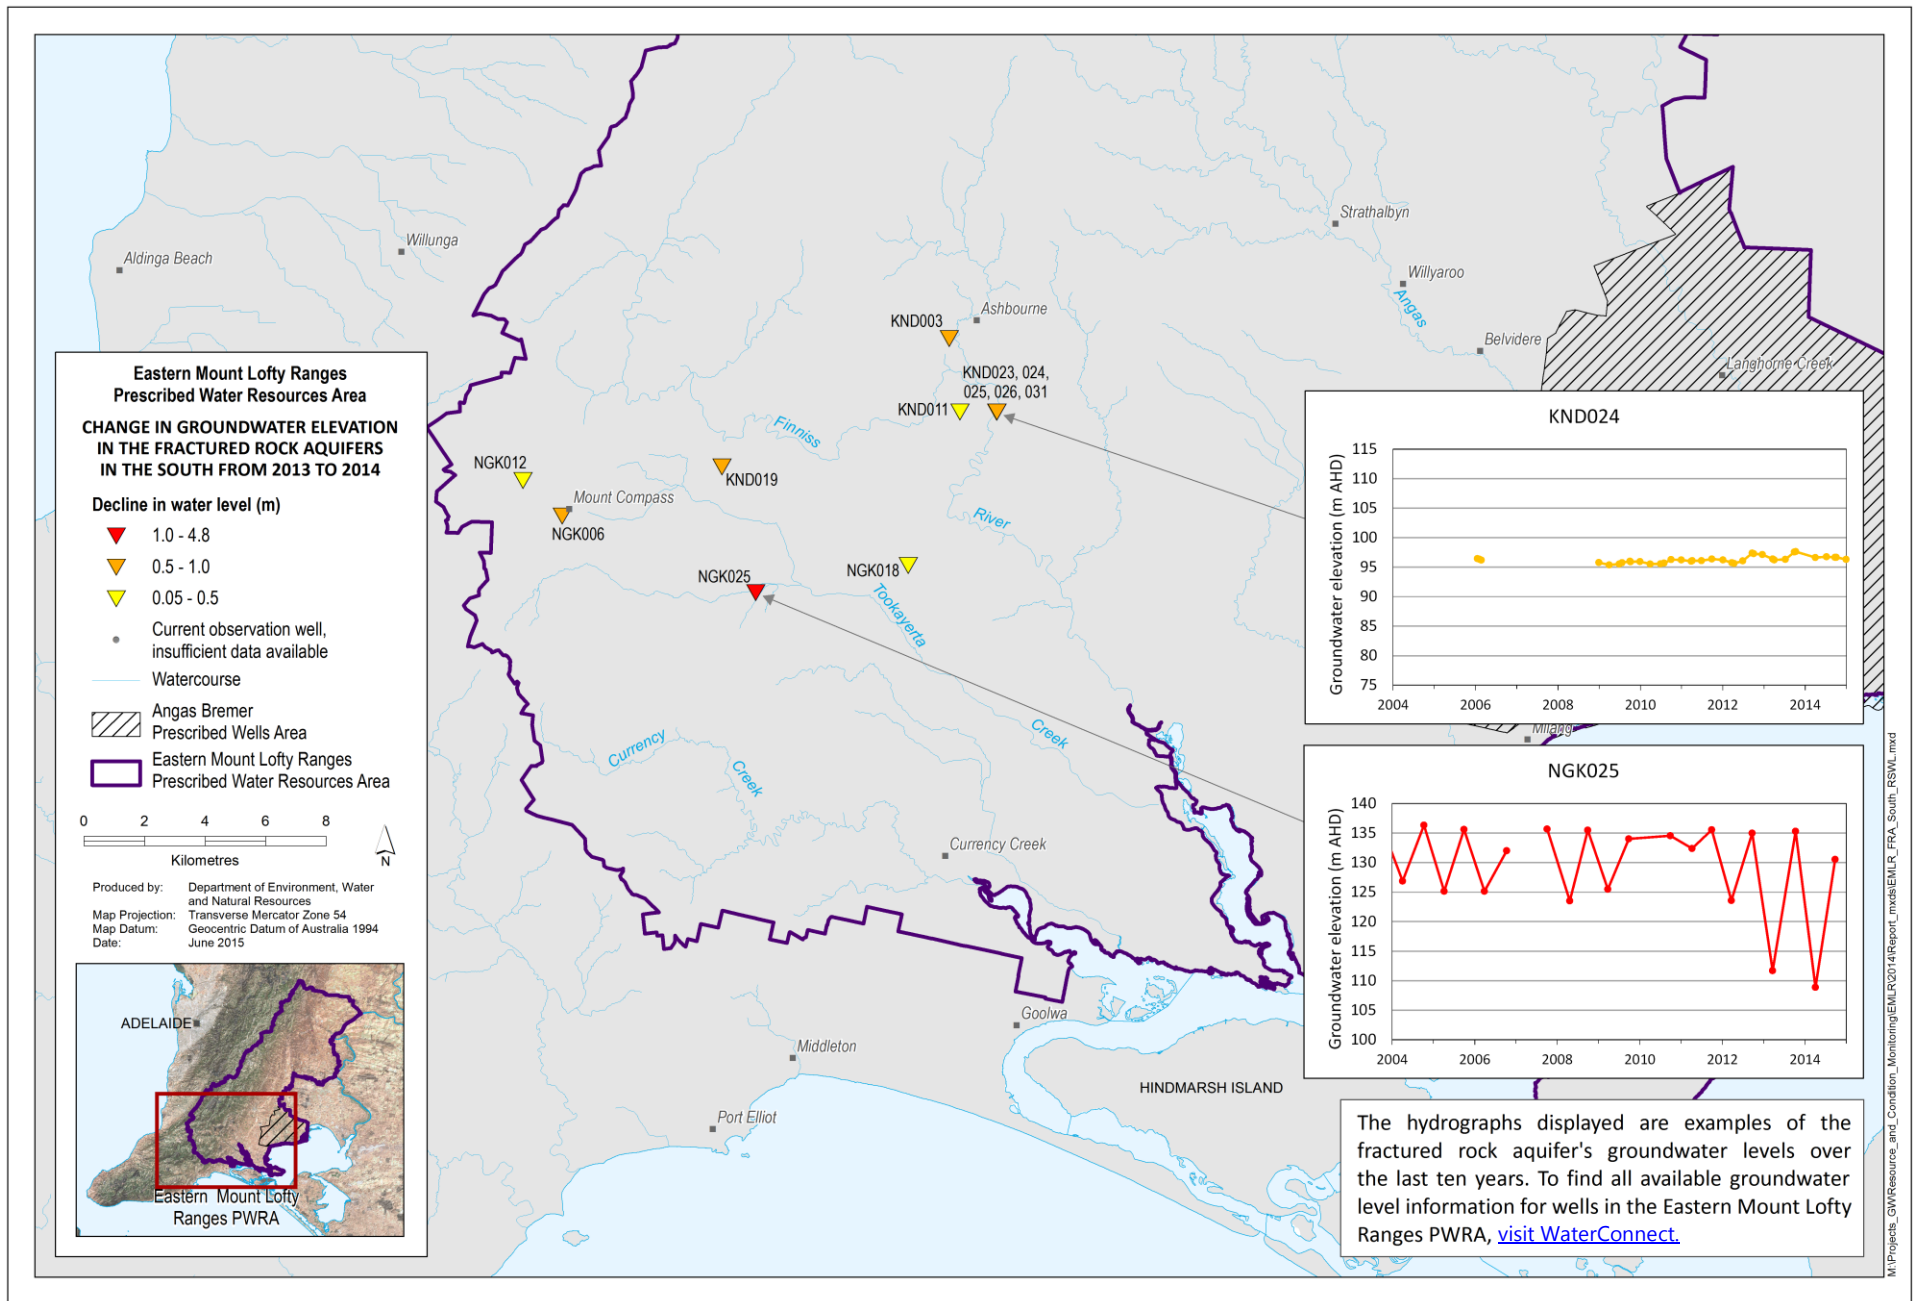 Aldinga Beach
Willunga
Strathalbyn
Willyaroo
Angas
Belvidere
Langhorne Creek
Ashbourne
KND003
KND023, 024,
025, 026, 031
KND011
Finniss
KND019
NGK012
Mount Compass
NGK006
River
NGK018
NGK025
Tookayerta
Creek
Currency
Creek
Currency Creek
Milang
Goolwa
Middleton
Port Elliot
HINDMARSH ISLAND
Eastern Mount Lofty Ranges
Prescribed Water Resources Area
CHANGE IN GROUNDWATER ELEVATION
IN THE FRACTURED ROCK AQUIFERS
IN THE SOUTH FROM 2013 TO 2014
Decline in water level (m)
1.0 - 4.8
0.5 - 1.0
0.05 - 0.5
Current observation well,
insufficient data available
Watercourse
Angas Bremer
Prescribed Wells Area
Eastern Mount Lofty Ranges
Prescribed Water Resources Area
0 2 4 6 8
Kilometres
N
Produced by: Department of Environment, Water
and Natural Resources
Map Projection: Transverse Mercator Zone 54
Map Datum: Geocentric Datum of Australia 1994
Date: June 2015
ADELAIDE
Eastern Mount Lofty
Ranges PWRA
KND024
Groundwater elevation (m AHD)
115
110
105
100
95
90
85
80
75
2004 2006 2008 2010 2012 2014
NGK025
Groundwater elevation (m AHD)
140
135
130
125
120
115
110
105
100
2004 2006 2008 2010 2012 2014
The hydrographs displayed are examples of the
fractured rock aquifer's groundwater levels over
the last ten years. To find all available groundwater
level information for wells in the Eastern Mount Lofty
Ranges PWRA, visit WaterConnect.
M:\Projects_GW\Resource_and_Condition_Monitoring\EMLR\2014\Report_mxds\EMLR_FRA_South_RSWL.mxd